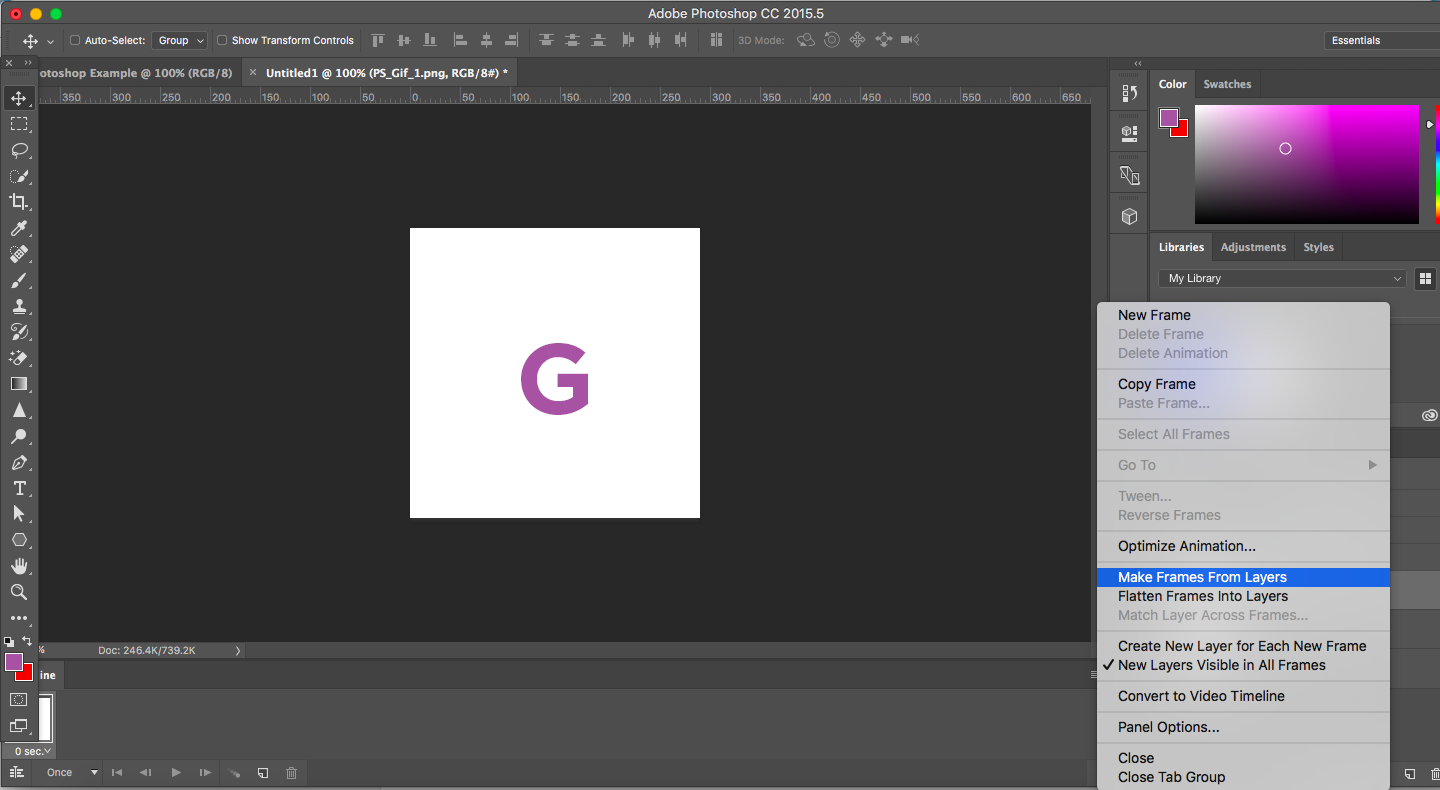 Adobe Photoshop CC 2015.5
Auto-Select: Group Show Transform Controls 3D Mode: Essentials
otoshop Example @ 100% (RGB/8) × Untitled1 @ 100% (PS_Gif_1.png, RGB/8#) *
350 300 250 200 150 100 50 0 50 100 150 200 250 300 350 400 450 500 550 600 650
Color Swatches
Libraries Adjustments Styles
My Library
G
New Frame
Delete Frame
Delete Animation
Copy Frame
Paste Frame...
Select All Frames
Go To
Tween...
Reverse Frames
Optimize Animation...
Make Frames From Layers
Flatten Frames Into Layers
Match Layer Across Frames...
Create New Layer for Each New Frame
✓ New Layers Visible in All Frames
Convert to Video Timeline
Panel Options...
Close
Close Tab Group
% Doc: 246.4K/739.2K
ine
0 sec.
Once
T